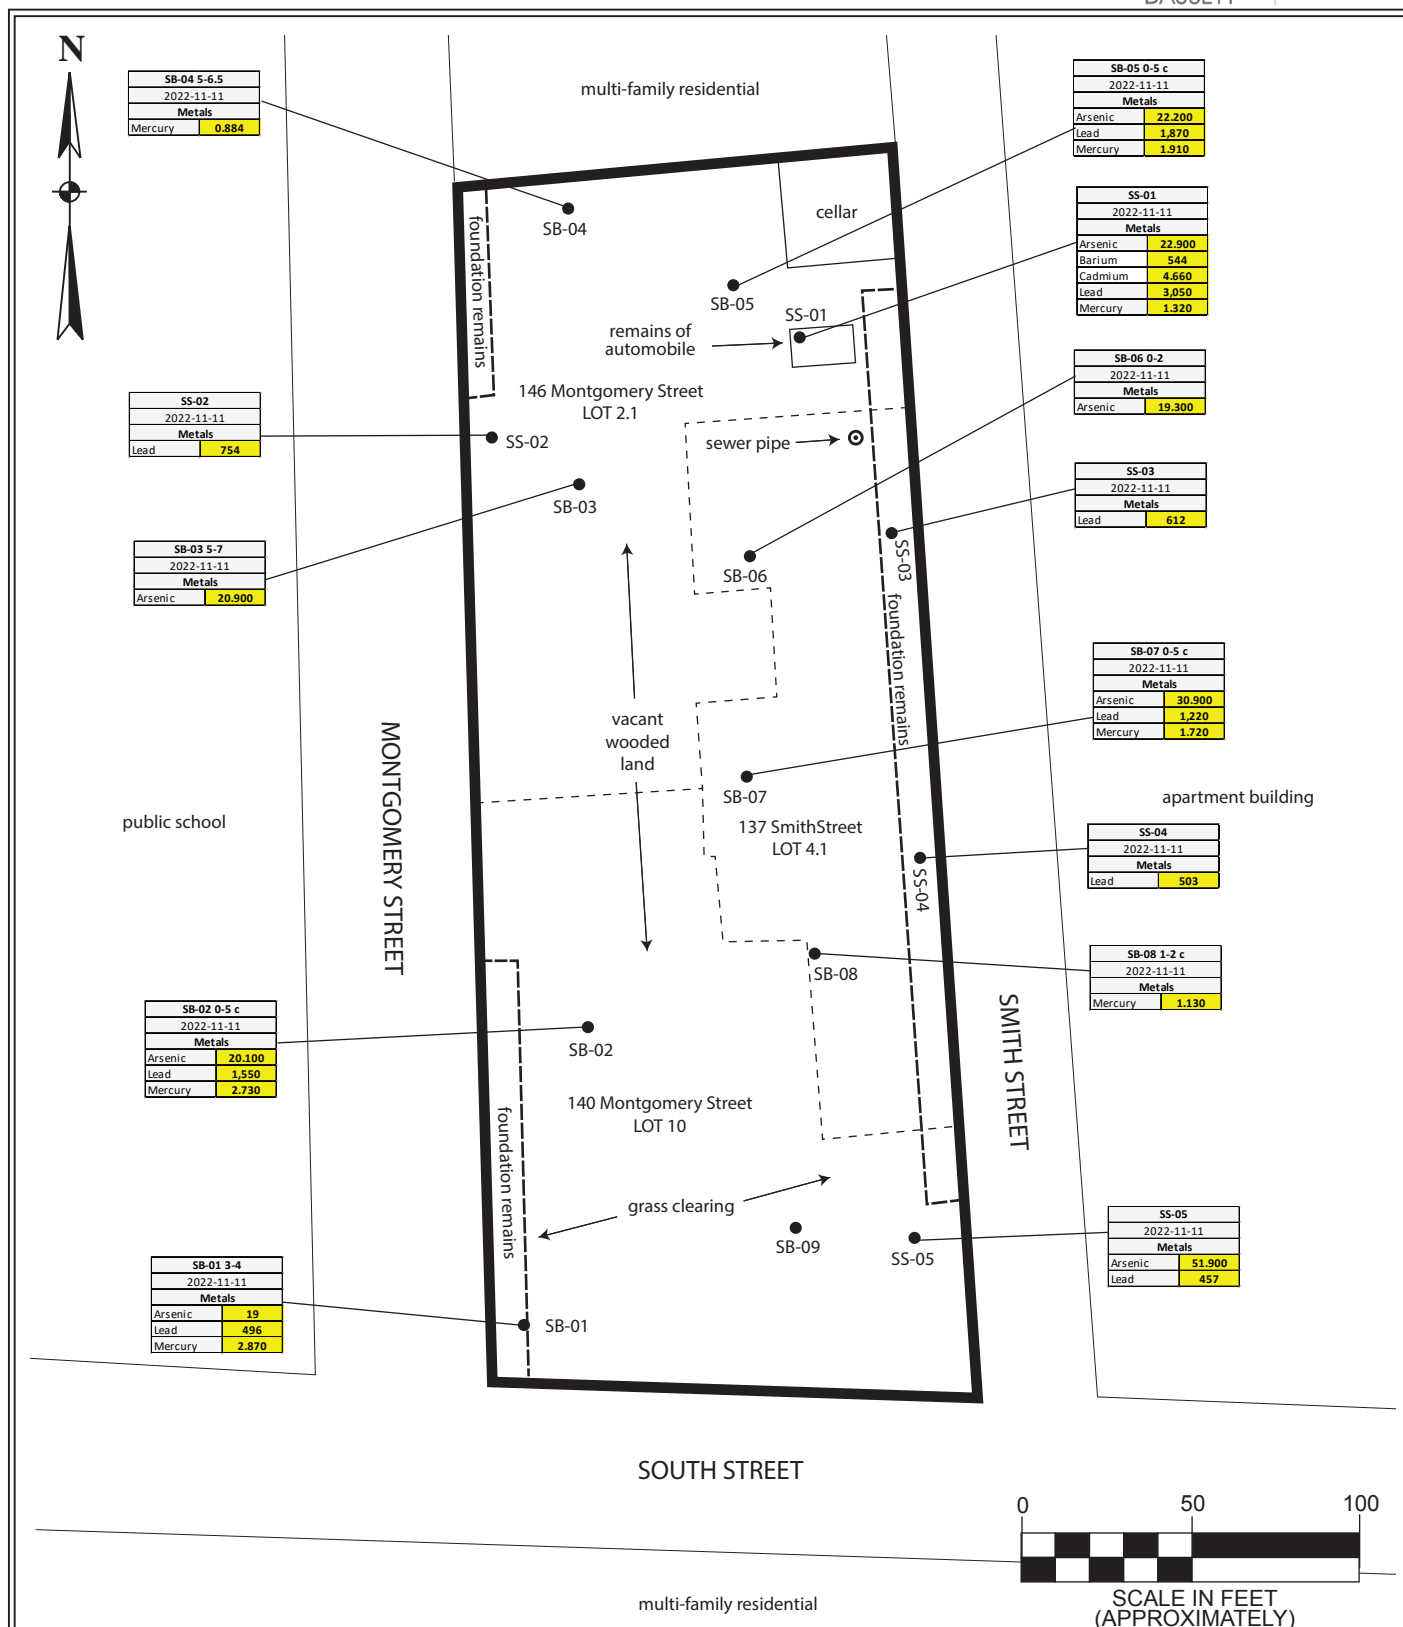 N
multi-family residential
SB-04 5-6.5
2022-11-11
Metals
Mercury 0.884
SB-05 0-5 c
2022-11-11
Metals
Arsenic 22.200
Lead 1,870
Mercury 1.910
SS-01
2022-11-11
Metals
Arsenic 22.900
Barium 544
Cadmium 4.660
Lead 3,050
Mercury 1.320
SB-04
cellar
foundation remains
SB-05
SS-01
remains of
automobile
SB-06 0-2
2022-11-11
Metals
Arsenic 19.300
146 Montgomery Street
LOT 2.1
SS-02
2022-11-11
Metals
Lead 754
SS-02
sewer pipe
SB-03
SS-03
2022-11-11
Metals
Lead 612
SS-03
SB-03 5-7
2022-11-11
Metals
Arsenic 20.900
SB-06
foundation remains
SB-07 0-5 c
2022-11-11
Metals
Arsenic 30.900
Lead 1,220
Mercury 1.720
vacant
wooded
land
MONTGOMERY STREET
SB-07
public school
apartment building
137 SmithStreet
LOT 4.1
SS-04
2022-11-11
Metals
Lead 503
SS-04
SB-08
SB-08 1-2 c
2022-11-11
Metals
Mercury 1.130
SMITH STREET
SB-02 0-5 c
2022-11-11
Metals
Arsenic 20.100
Lead 1,550
Mercury 2.730
SB-02
140 Montgomery Street
LOT 10
foundation remains
grass clearing
SB-09
SS-05
SS-05
2022-11-11
Metals
Arsenic 51.900
Lead 457
SB-01 3-4
2022-11-11
Metals
Arsenic 19
Lead 496
Mercury 2.870
SB-01
SOUTH STREET
0 50 100
SCALE IN FEET
(APPROXIMATELY)
multi-family residential